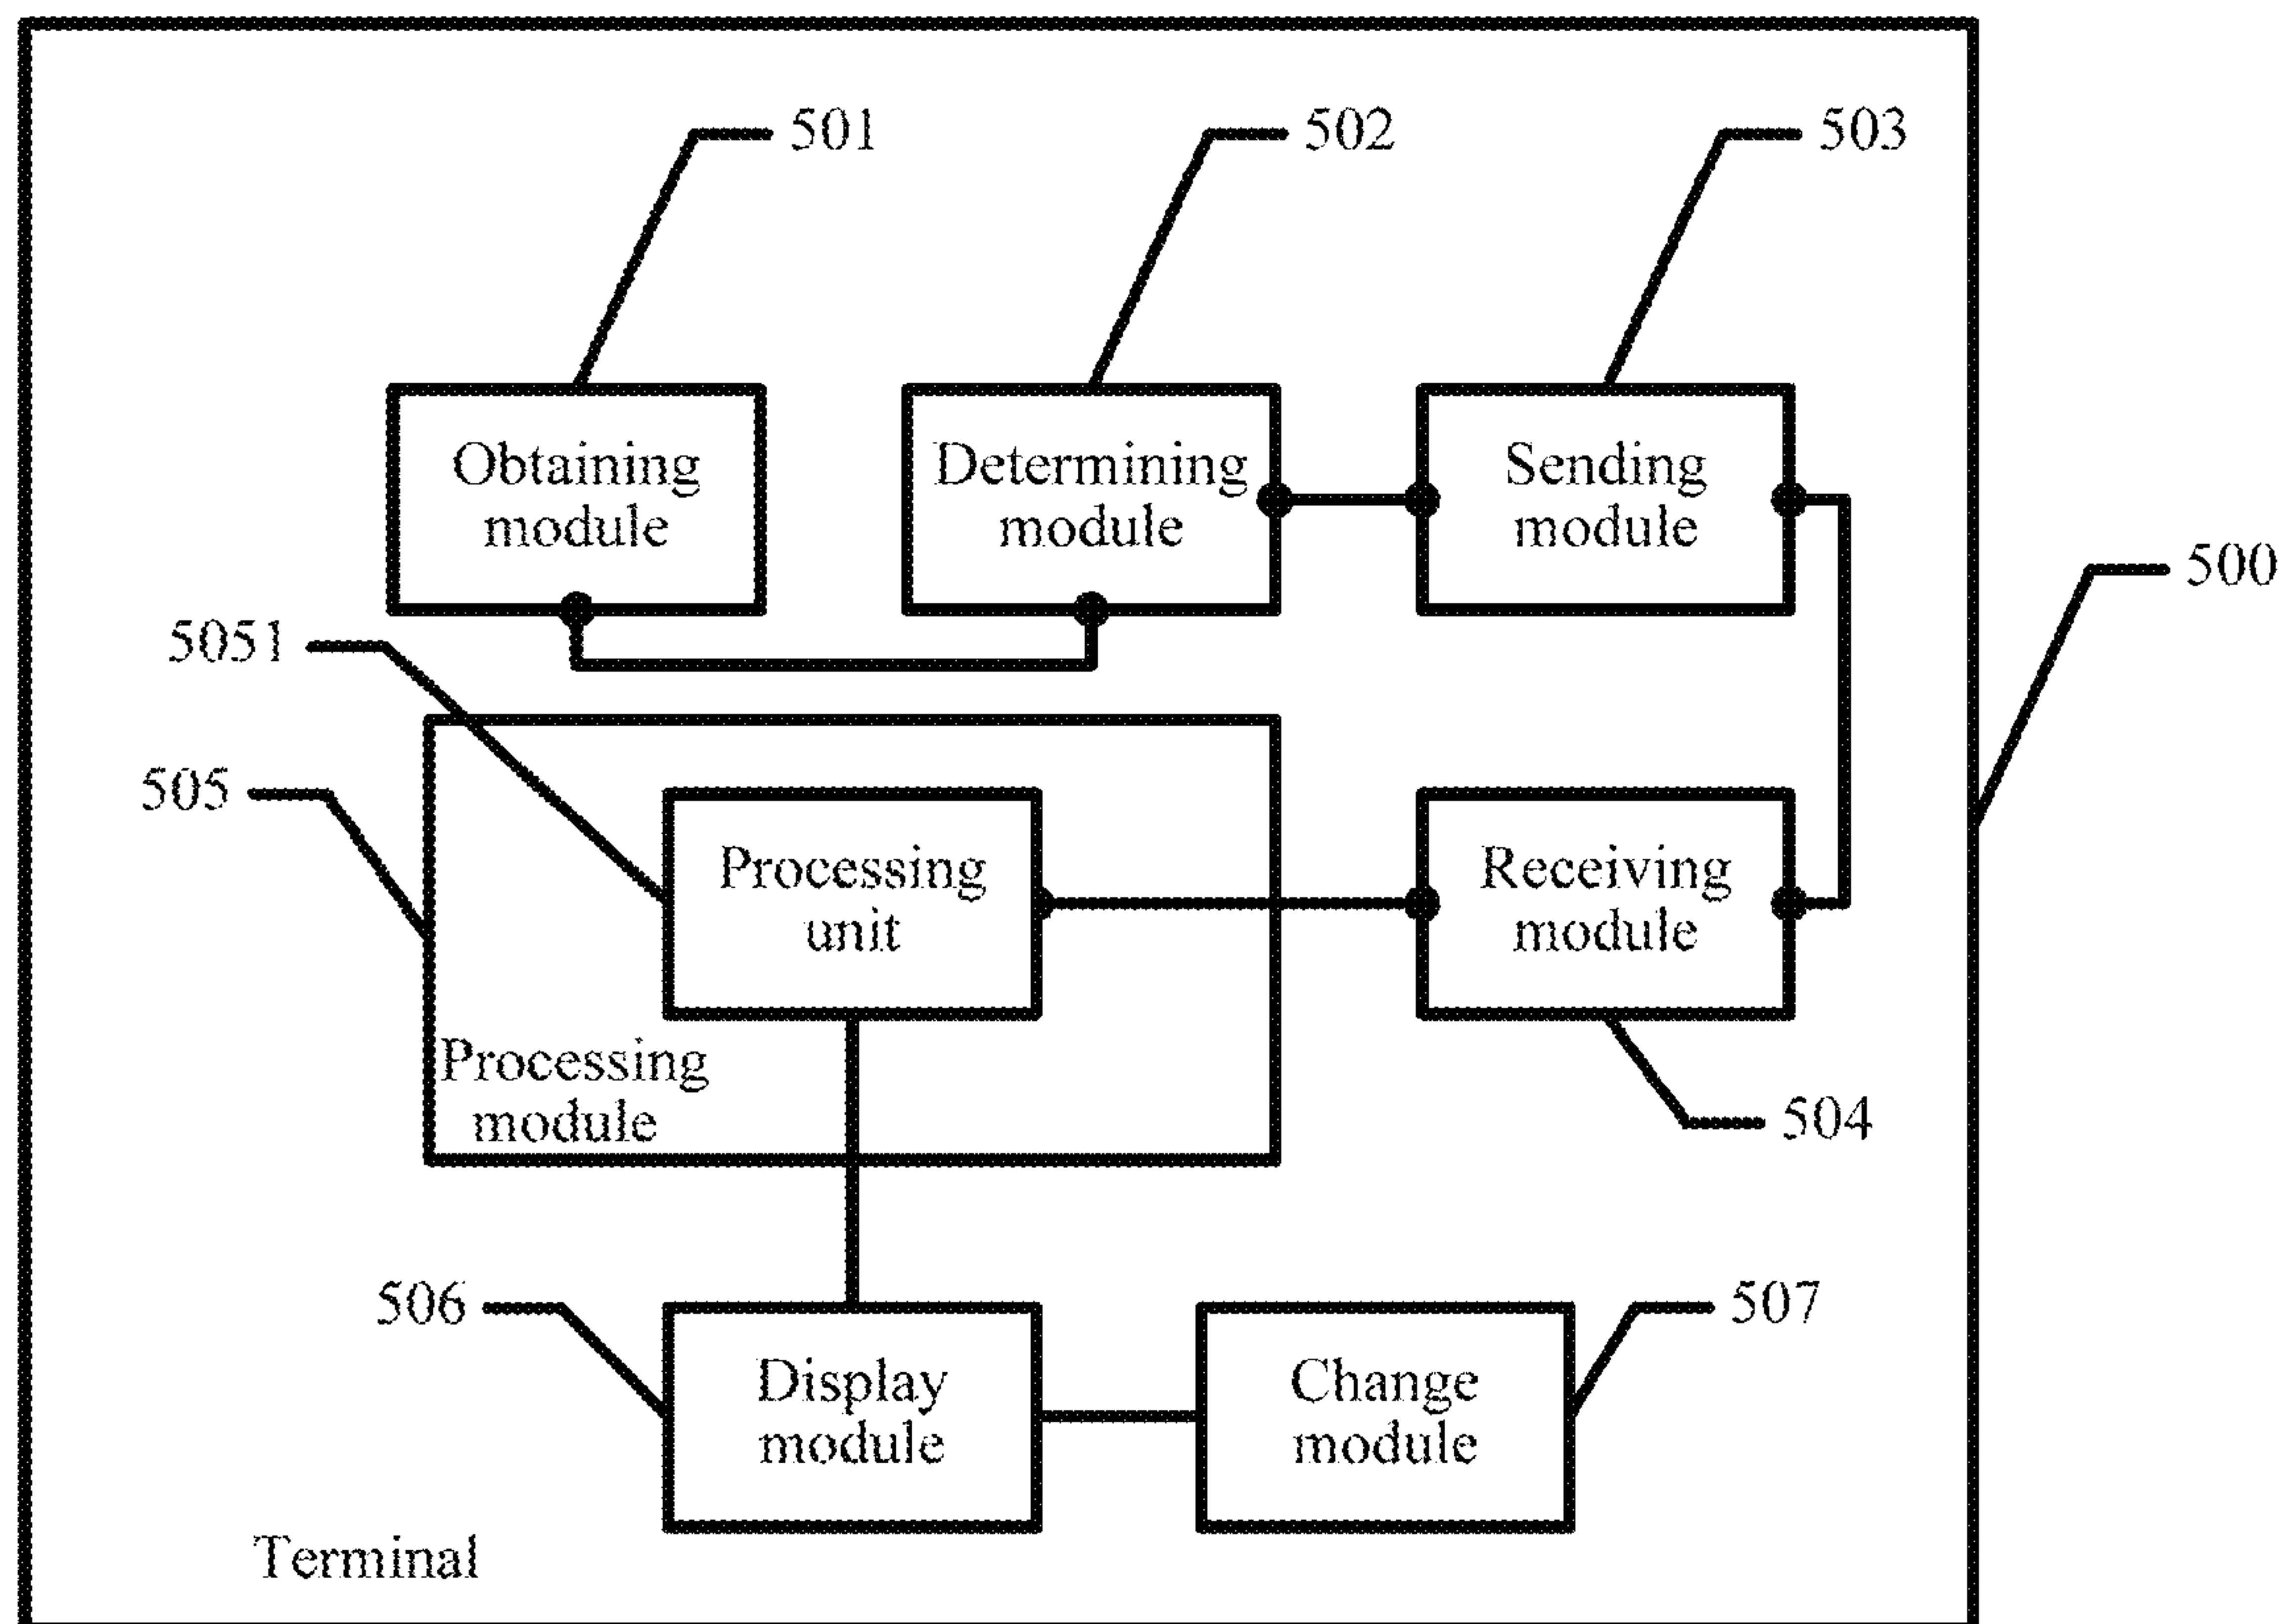 501
502
503
Obtaining
module
Determining
module
Sending
module
500
5051
505
Processing
unit
Receiving
module
Processing
module
504
506
507
Display
module
Change
module
Terminal